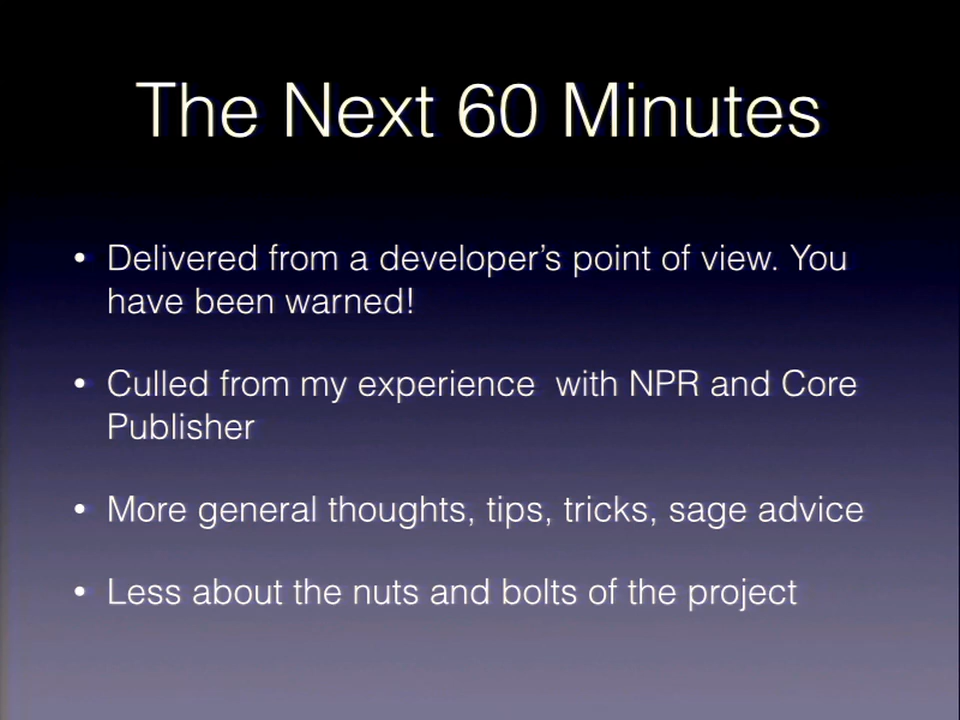 The Next 60 Minutes
• Delivered from a developer’s point of view. You
have been warned!
• Culled from my experience  with NPR and Core
Publisher
• More general thoughts, tips, tricks, sage advice
• Less about the nuts and bolts of the project